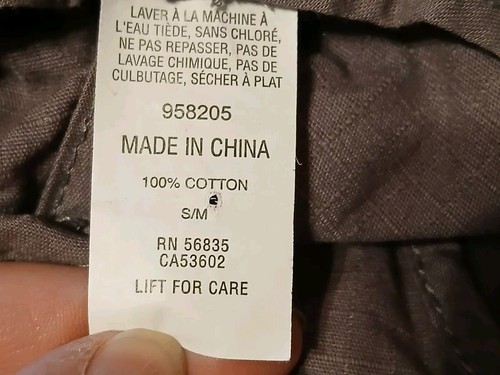 LAVER À LA MACHINE À
L'EAU TIÈDE, SANS CHLORÉ,
NE PAS REPASSER, PAS DE
LAVAGE CHIMIQUE, PAS DE
CULBUTAGE, SÉCHER À PLAT
958205
MADE IN CHINA
100% COTTON
S/M
RN 56835
CA53602
LIFT FOR CARE